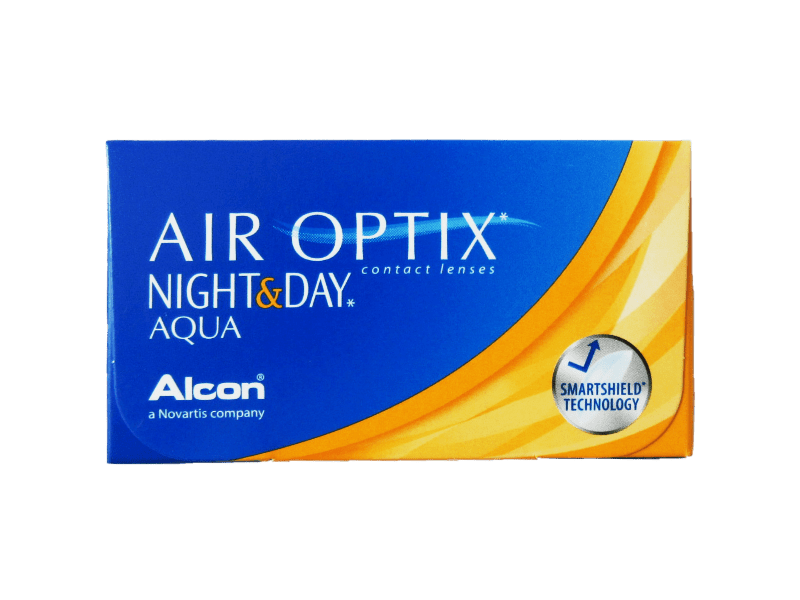 AIR OPTIX*
contact lenses
NIGHT&DAY*
AQUA
Alcon®
a Novartis company
SMARTSHIELD*
TECHNOLOGY